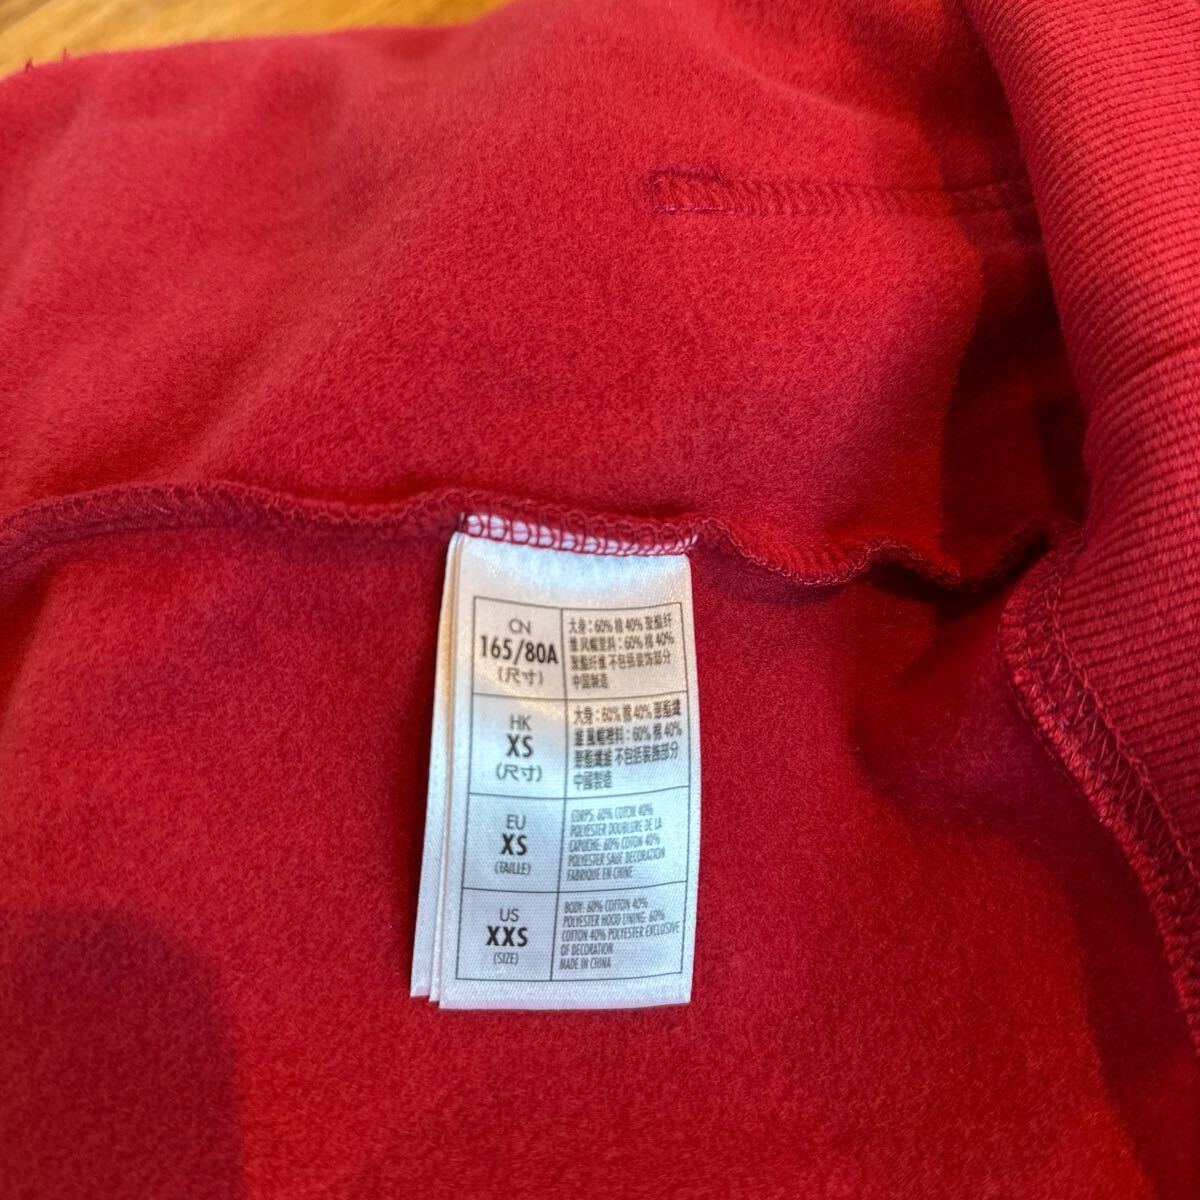 CN
165/80A
(尺寸)
大身：60% 棉 40% 聚酯纤
维 风帽里料：60% 棉 40%
聚酯纤维 不包括装饰部分
中国制造
HK
XS
(尺寸)
大身：60% 棉 40% 聚酯纖
維 風帽裡料：60% 棉 40%
聚酯纖維 不包括裝飾部分
中國製造
EU
XS
(TAILLE)
CORPS: 60% COTON 40%
POLYESTER DOUBLURE DE LA
CAPUCHE: 60% COTON 40%
POLYESTER SAUF DECORATION
FABRIQUE EN CHINE
US
XXS
(SIZE)
BODY: 60% COTTON 40%
POLYESTER HOOD LINING: 60%
COTTON 40% POLYESTER EXCLUSIVE
OF DECORATION
MADE IN CHINA